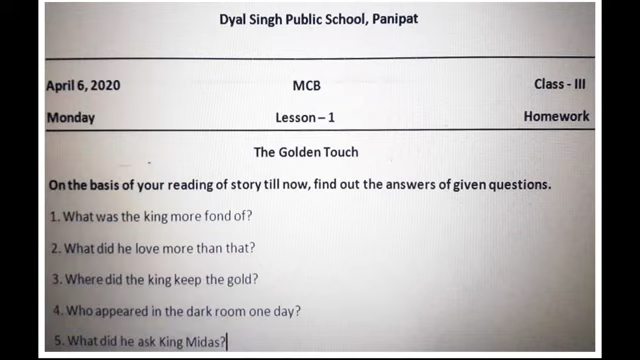 Dyal Singh Public School, Panipat
April 6, 2020 MCB Class - III
Monday Lesson – 1 Homework
The Golden Touch
On the basis of your reading of story till now, find out the answers of given questions.
1. What was the king more fond of?
2. What did he love more than that?
3. Where did the king keep the gold?
4. Who appeared in the dark room one day?
5. What did he ask King Midas?